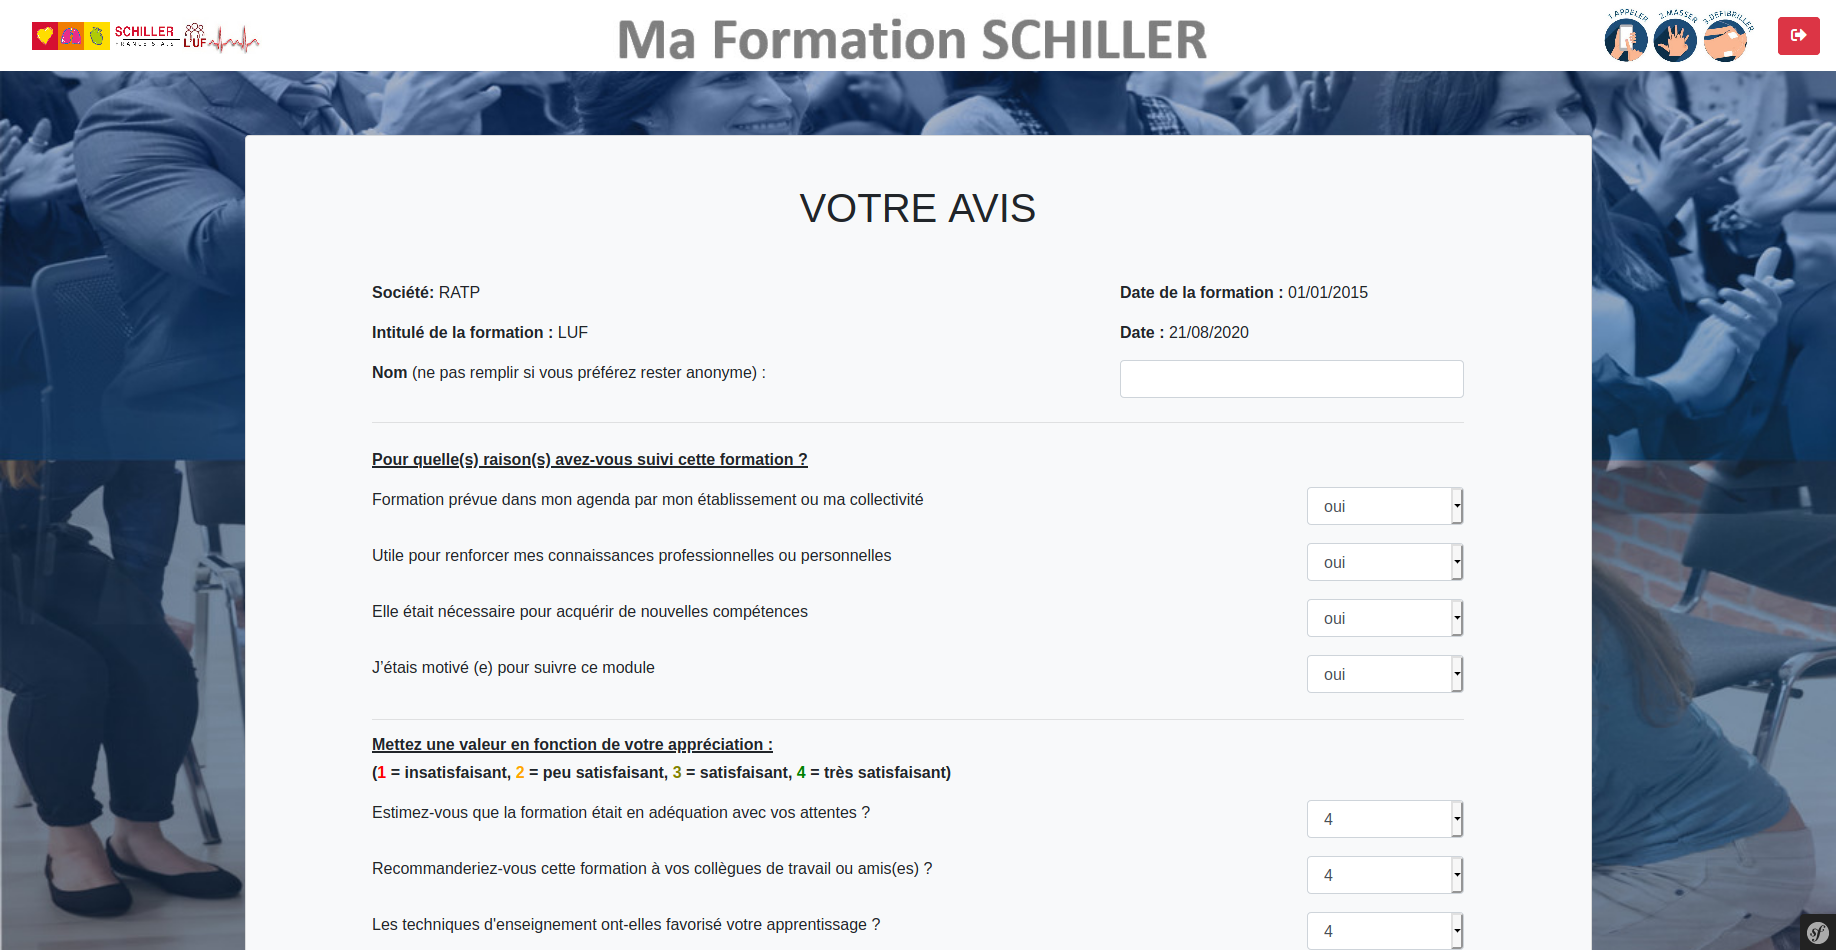 SCHILLER
FRANCE S.A.S
LUF
Ma Formation SCHILLER
1.APPELER
2.MASSER
3.DEFIBRILLER
VOTRE AVIS
Société: RATP
Date de la formation : 01/01/2015
Intitulé de la formation : LUF
Date : 21/08/2020
Nom (ne pas remplir si vous préférez rester anonyme) :
Pour quelle(s) raison(s) avez-vous suivi cette formation ?
Formation prévue dans mon agenda par mon établissement ou ma collectivité
oui
Utile pour renforcer mes connaissances professionnelles ou personnelles
oui
Elle était nécessaire pour acquérir de nouvelles compétences
oui
J’étais motivé (e) pour suivre ce module
oui
Mettez une valeur en fonction de votre appréciation :
(1 = insatisfaisant, 2 = peu satisfaisant, 3 = satisfaisant, 4 = très satisfaisant)
Estimez-vous que la formation était en adéquation avec vos attentes ?
4
Recommanderiez-vous cette formation à vos collègues de travail ou amis(es) ?
4
Les techniques d'enseignement ont-elles favorisé votre apprentissage ?
4
sf